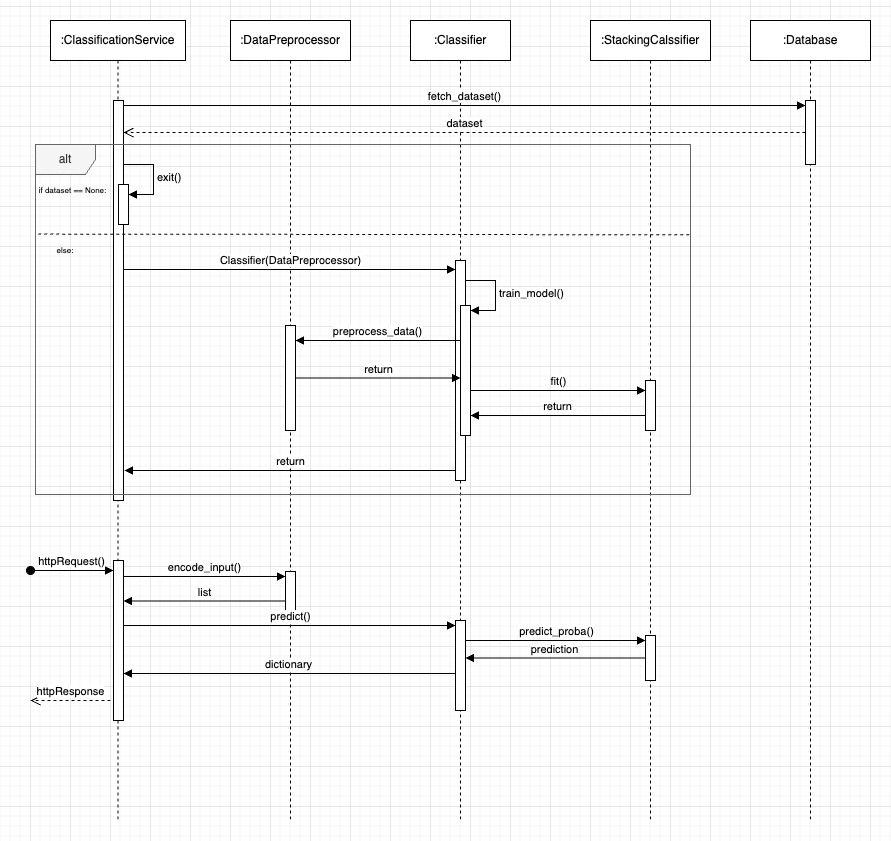 :ClassificationService
:DataPreprocessor
:Classifier
:StackingCalssifier
:Database
fetch_dataset()
dataset
alt
exit()
if dataset == None:
else:
Classifier(DataPreprocessor)
train_model()
preprocess_data()
return
fit()
return
return
httpRequest()
encode_input()
list
predict()
predict_proba()
prediction
dictionary
httpResponse